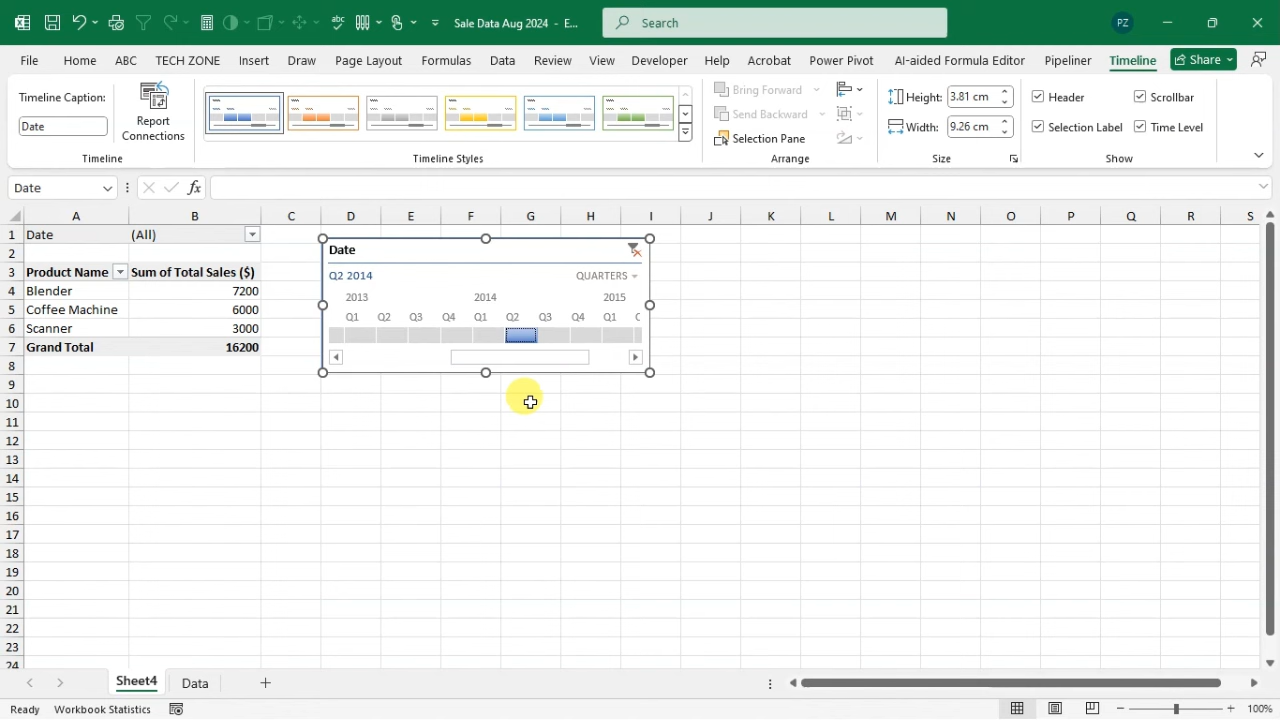 Sale Data Aug 2024 - E...
Search
PZ
File Home ABC TECH ZONE Insert Draw Page Layout Formulas Data Review View Developer Help Acrobat Power Pivot AI-aided Formula Editor Pipeliner Timeline Share
Timeline Caption:
Date
Report Connections
Timeline
Timeline Styles
Bring Forward
Send Backward
Selection Pane
Arrange
Height: 3.81 cm
Width: 9.26 cm
Size
Header Scrollbar
Selection Label Time Level
Show
Date
fx
A B C D E F G H I J K L M N O P Q R S
1 Date (All)
2
3 Product Name Sum of Total Sales ($)
4 Blender 7200
5 Coffee Machine 6000
6 Scanner 3000
7 Grand Total 16200
8
9
10
11
12
13
14
15
16
17
18
19
20
21
22
23
24
Date
Q2 2014 QUARTERS
2013 2014 2015
Q1 Q2 Q3 Q4 Q1 Q2 Q3 Q4 Q1
Sheet4 Data
Ready Workbook Statistics 100%